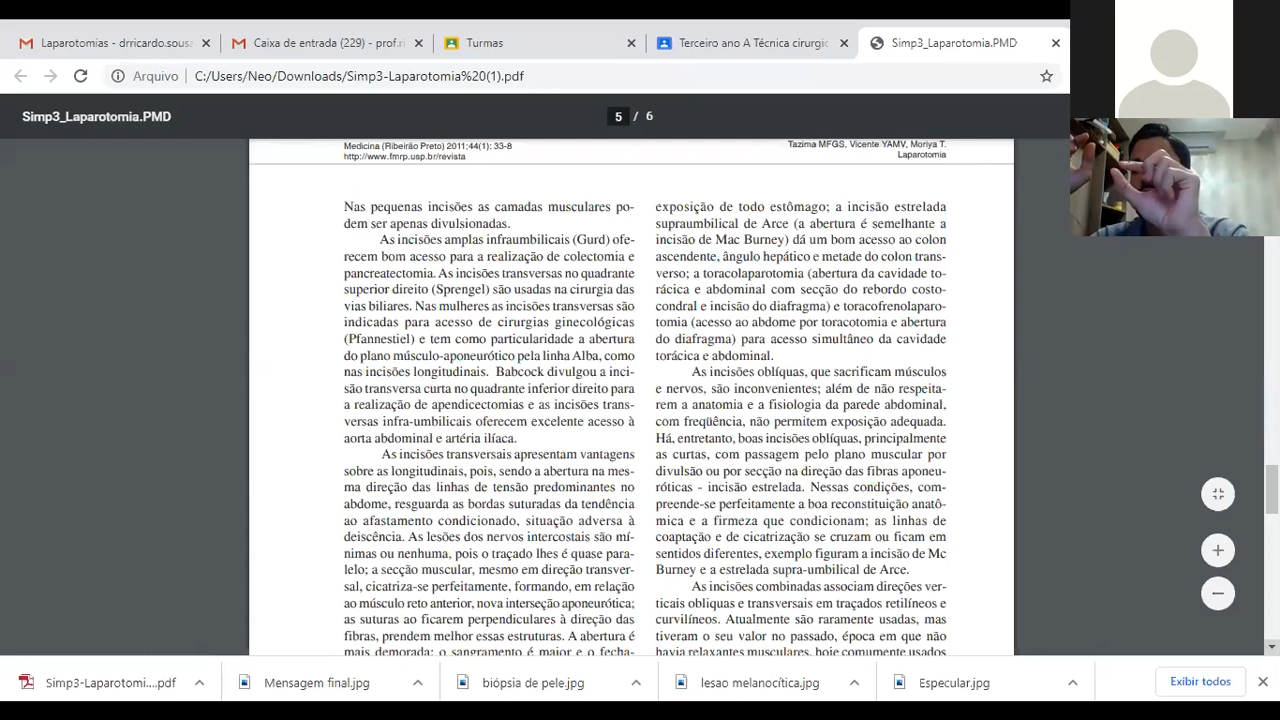 Laparotomias - drricardo.sous
Caixa de entrada (229) - prof.ri
Turmas
Terceiro ano A Técnica cirurgic
Simp3_Laparotomia.PMD
Arquivo
C:/Users/Neo/Downloads/Simp3-Laparotomia%20(1).pdf
Simp3_Laparotomia.PMD
5 / 6
Medicina (Ribeirão Preto) 2011;44(1): 33-8
http://www.fmrp.usp.br/revista
Tazima MFGS, Vicente YAMV, Moriya T.
Laparotomia
Nas pequenas incisões as camadas musculares po-
dem ser apenas divulsionadas.
As incisões amplas infraumbilicais (Gurd) ofe-
recem bom acesso para a realização de colectomia e
pancreatectomia. As incisões transversas no quadrante
superior direito (Sprengel) são usadas na cirurgia das
vias biliares. Nas mulheres as incisões transversas são
indicadas para acesso de cirurgias ginecológicas
(Pfannestiel) e tem como particularidade a abertura
do plano músculo-aponeurótico pela linha Alba, como
nas incisões longitudinais. Babcock divulgou a inci-
são transversa curta no quadrante inferior direito para
a realização de apendicectomias e as incisões trans-
versas infra-umbilicais oferecem excelente acesso à
aorta abdominal e artéria ilíaca.
As incisões transversais apresentam vantagens
sobre as longitudinais, pois, sendo a abertura na mes-
ma direção das linhas de tensão predominantes no
abdome, resguarda as bordas suturadas da tendência
ao afastamento condicionado, situação adversa à
deiscência. As lesões dos nervos intercostais são mí-
nimas ou nenhuma, pois o traçado lhes é quase para-
lelo; a secção muscular, mesmo em direção transver-
sal, cicatriza-se perfeitamente, formando, em relação
ao músculo reto anterior, nova interseção aponeurótica;
as suturas ao ficarem perpendiculares à direção das
fibras, prendem melhor essas estruturas. A abertura é
mais demorada; o sangramento é maior e o fecha-
exposição de todo estômago; a incisão estrelada
supraumbilical de Arce (a abertura é semelhante a
incisão de Mac Burney) dá um bom acesso ao colon
ascendente, ângulo hepático e metade do colon trans-
verso; a toracolaparotomia (abertura da cavidade to-
rácica e abdominal com secção do rebordo costo-
condral e incisão do diafragma) e toracofrenolaparo-
tomia (acesso ao abdome por toracotomia e abertura
do diafragma) para acesso simultâneo da cavidade
torácica e abdominal.
As incisões oblíquas, que sacrificam músculos
e nervos, são inconvenientes; além de não respeita-
rem a anatomia e a fisiologia da parede abdominal,
com freqüência, não permitem exposição adequada.
Há, entretanto, boas incisões oblíquas, principalmente
as curtas, com passagem pelo plano muscular por
divulsão ou por secção na direção das fibras aponeu-
róticas - incisão estrelada. Nessas condições, com-
preende-se perfeitamente a boa reconstituição anatô-
mica e a firmeza que condicionam; as linhas de
coaptação e de cicatrização se cruzam ou ficam em
sentidos diferentes, exemplo figuram a incisão de Mc
Burney e a estrelada supra-umbilical de Arce.
As incisões combinadas associam direções ver-
ticais obliquas e transversais em traçados retilíneos e
curvilíneos. Atualmente são raramente usadas, mas
tiveram o seu valor no passado, época em que não
havia relaxantes musculares, hoje comumente usados
Simp3-Laparotomi....pdf
Mensagem final.jpg
biópsia de pele.jpg
lesao melanocítica.jpg
Especular.jpg
Exibir todos